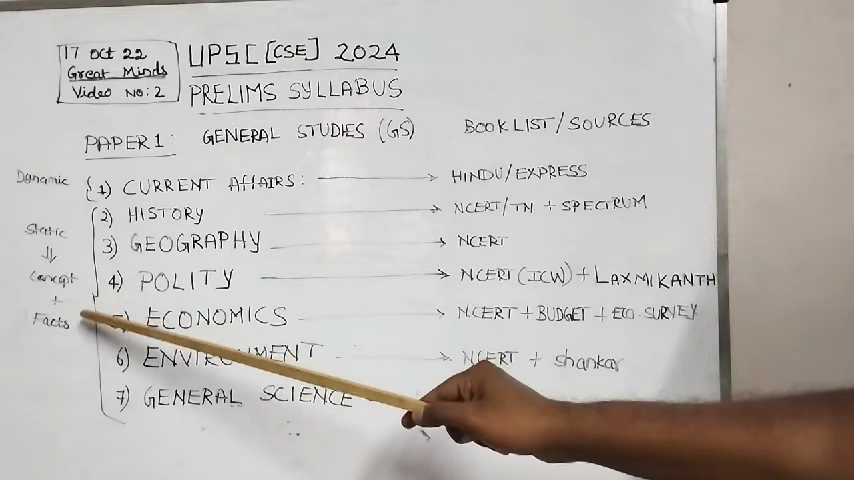 17 Oct 22
Great Minds
Video No: 2
UPSC [CSE] 2024
PRELIMS SYLLABUS
PAPER 1: GENERAL STUDIES (GS) BOOK LIST/SOURCES
Dynamic {1) CURRENT Affairs: → HINDU/EXPRESS
2) HISTORY → NCERT/TN + SPECTRUM
Static
3) GEOGRAPHY → NCERT
⇓
Concept 4) POLITY → NCERT (ICW) + LAXMIKANTH
+
Facts ECONOMICS → NCERT + BUDGET + ECO-SURVEY
6) ENVIRONMENT → NCERT + Shankar
7) GENERAL SCIENCE